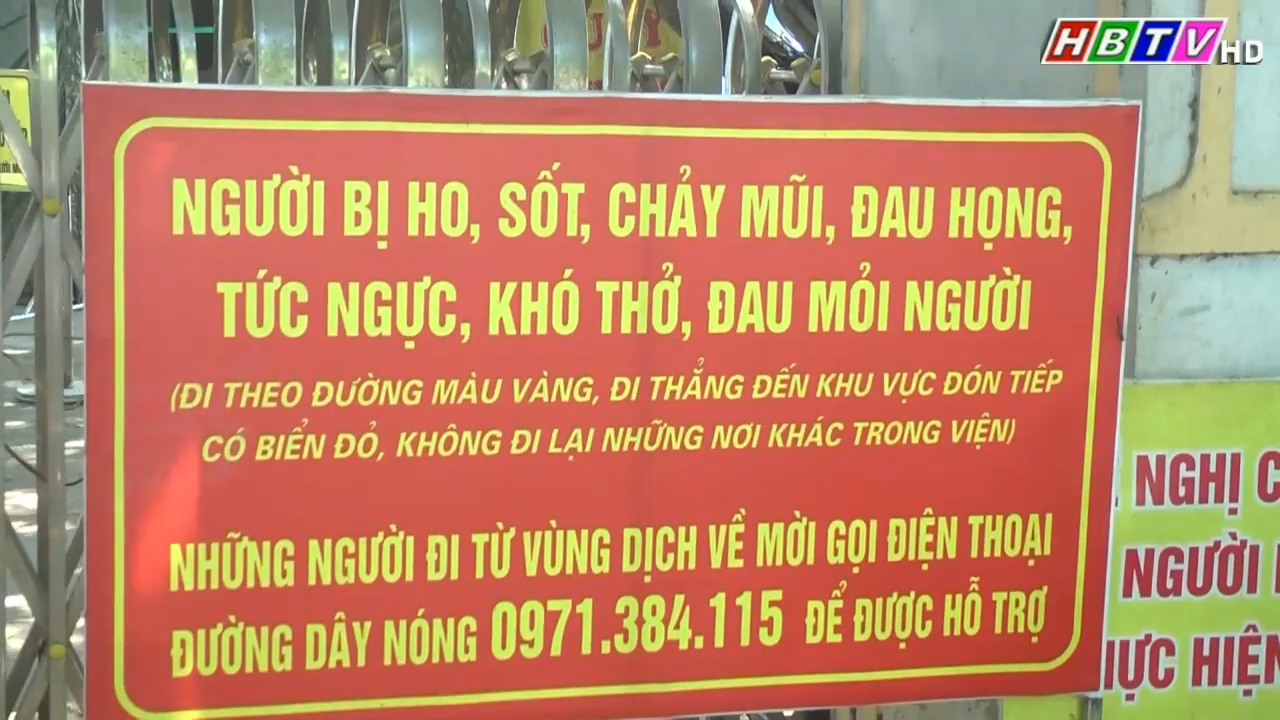 HBTV HD
NGƯỜI BỊ HO, SỐT, CHẢY MŨI, ĐAU HỌNG,
TỨC NGỰC, KHÓ THỞ, ĐAU MỎI NGƯỜI
(ĐI THEO ĐƯỜNG MÀU VÀNG, ĐI THẲNG ĐẾN KHU VỰC ĐÓN TIẾP
CÓ BIỂN ĐỎ, KHÔNG ĐI LẠI NHỮNG NƠI KHÁC TRONG VIỆN)
NHỮNG NGƯỜI ĐI TỪ VÙNG DỊCH VỀ MỜI GỌI ĐIỆN THOẠI
ĐƯỜNG DÂY NÓNG 0971.384.115 ĐỂ ĐƯỢC HỖ TRỢ
NGHỊ
NGƯỜI
HIỆN